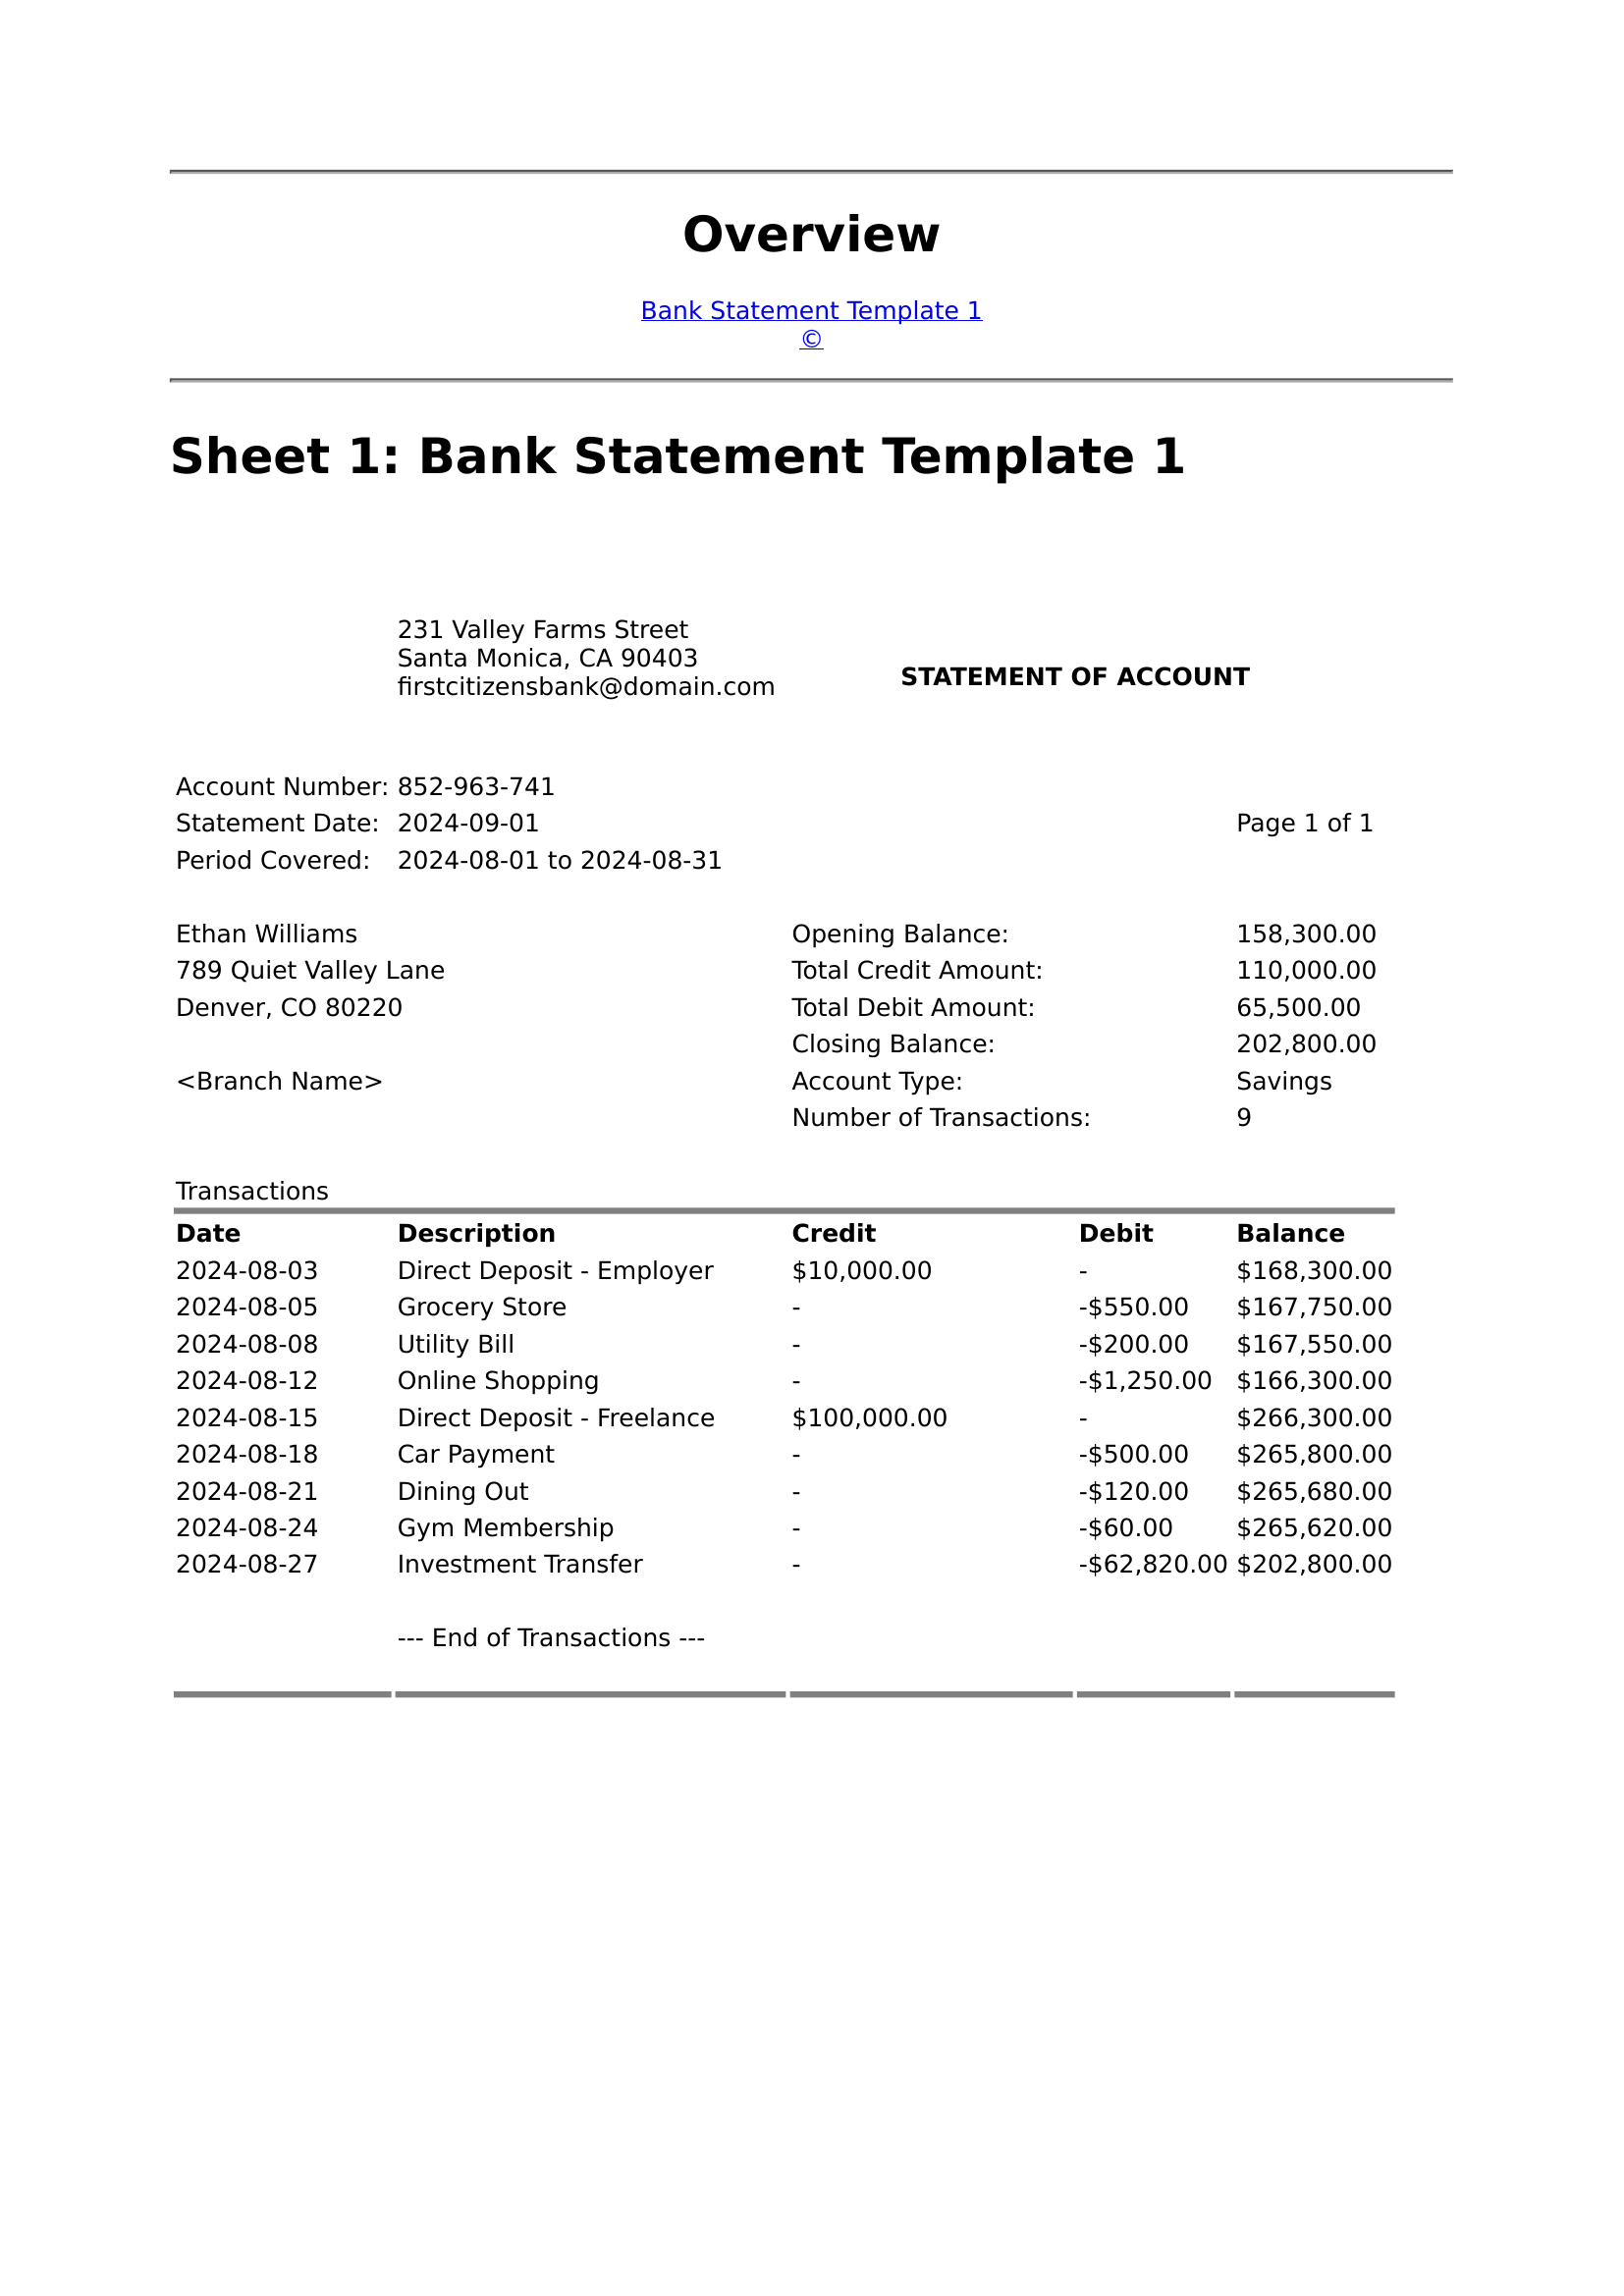 Overview
Bank Statement Template 1
©
Sheet 1: Bank Statement Template 1
231 Valley Farms Street
Santa Monica, CA 90403
firstcitizensbank@domain.com
STATEMENT OF ACCOUNT
Account Number: 852-963-741
Statement Date: 2024-09-01 Page 1 of 1
Period Covered: 2024-08-01 to 2024-08-31
Ethan Williams Opening Balance: 158,300.00
789 Quiet Valley Lane Total Credit Amount: 110,000.00
Denver, CO 80220 Total Debit Amount: 65,500.00
Closing Balance: 202,800.00
<Branch Name> Account Type: Savings
Number of Transactions: 9
Transactions
Date Description Credit Debit Balance
2024-08-03 Direct Deposit - Employer $10,000.00 - $168,300.00
2024-08-05 Grocery Store - -$550.00 $167,750.00
2024-08-08 Utility Bill - -$200.00 $167,550.00
2024-08-12 Online Shopping - -$1,250.00 $166,300.00
2024-08-15 Direct Deposit - Freelance $100,000.00 - $266,300.00
2024-08-18 Car Payment - -$500.00 $265,800.00
2024-08-21 Dining Out - -$120.00 $265,680.00
2024-08-24 Gym Membership - -$60.00 $265,620.00
2024-08-27 Investment Transfer - -$62,820.00 $202,800.00
--- End of Transactions ---